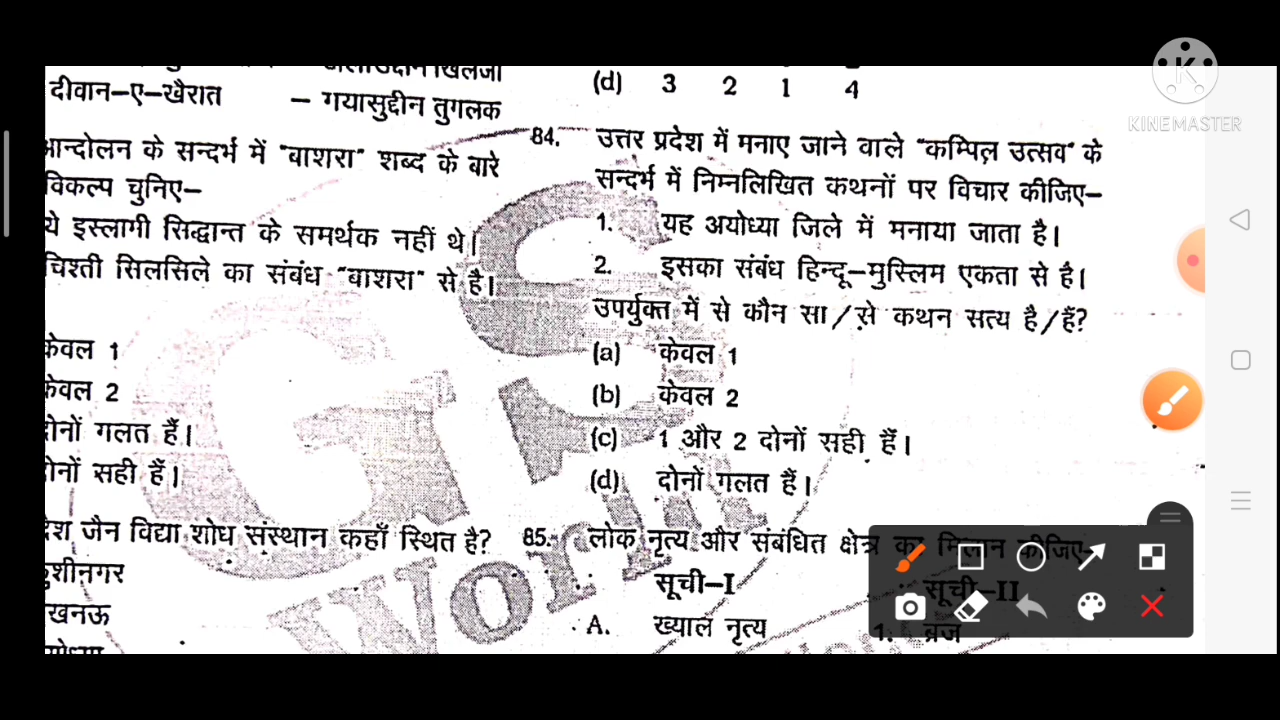 दीवान–ए–खैरात – गयासुद्दीन तुगलक
आन्दोलन के सन्दर्भ में "बाशरा" शब्द के बारे
विकल्प चुनिए–
ये इस्लामी सिद्धान्त के समर्थक नहीं थे।
चिश्ती सिलसिले का संबंध "बाशरा" से है।
केवल 1
केवल 2
दोनों गलत हैं।
दोनों सही हैं।
जैन विद्या शोध संस्थान कहाँ स्थित है?
कुशीनगर
लखनऊ
(d) 3 2 1 4
84. उत्तर प्रदेश में मनाए जाने वाले "कम्पिल उत्सव" के
सन्दर्भ में निम्नलिखित कथनों पर विचार कीजिए–
1. यह अयोध्या जिले में मनाया जाता है।
2. इसका संबंध हिन्दू–मुस्लिम एकता से है।
उपर्युक्त में से कौन सा/से कथन सत्य है/हैं?
(a) केवल 1
(b) केवल 2
(c) 1 और 2 दोनों सही हैं।
(d) दोनों गलत हैं।
85. लोक नृत्य और संबंधित क्षेत्र का मिलान कीजिए–
सूची–I सूची–II
A. ख्याल नृत्य 1. ब्रज
GS
World
K
KINEMASTER